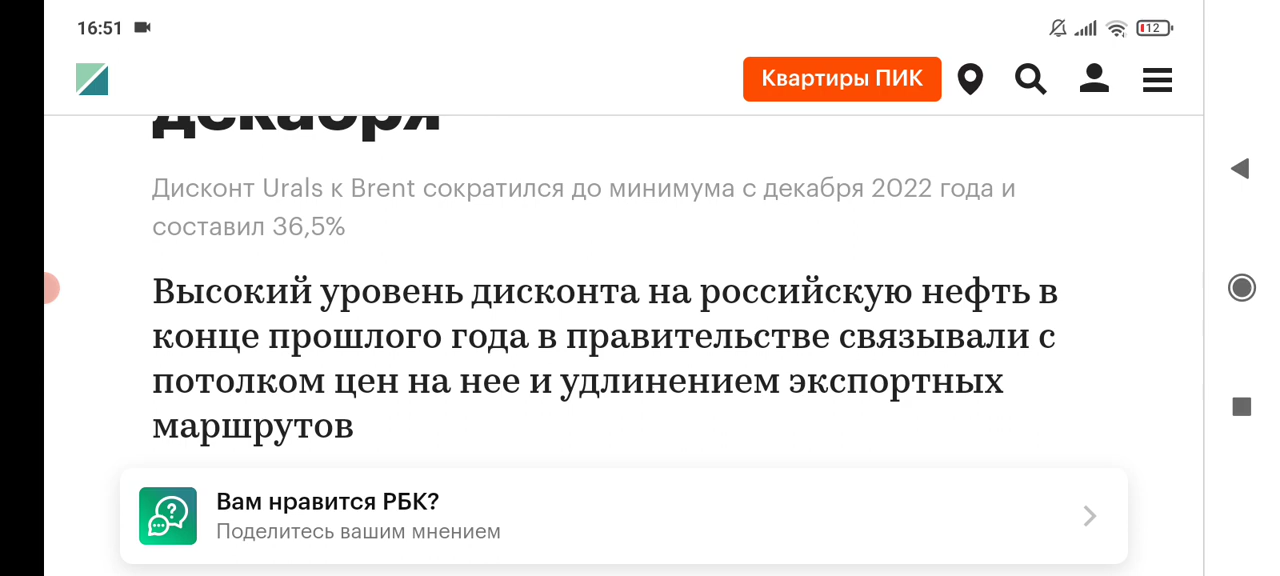 16:51
12
Квартиры ПИК
декабря
Дисконт Urals к Brent сократился до минимума с декабря 2022 года и
составил 36,5%
Высокий уровень дисконта на российскую нефть в
конце прошлого года в правительстве связывали с
потолком цен на нее и удлинением экспортных
маршрутов
Вам нравится РБК?
Поделитесь вашим мнением